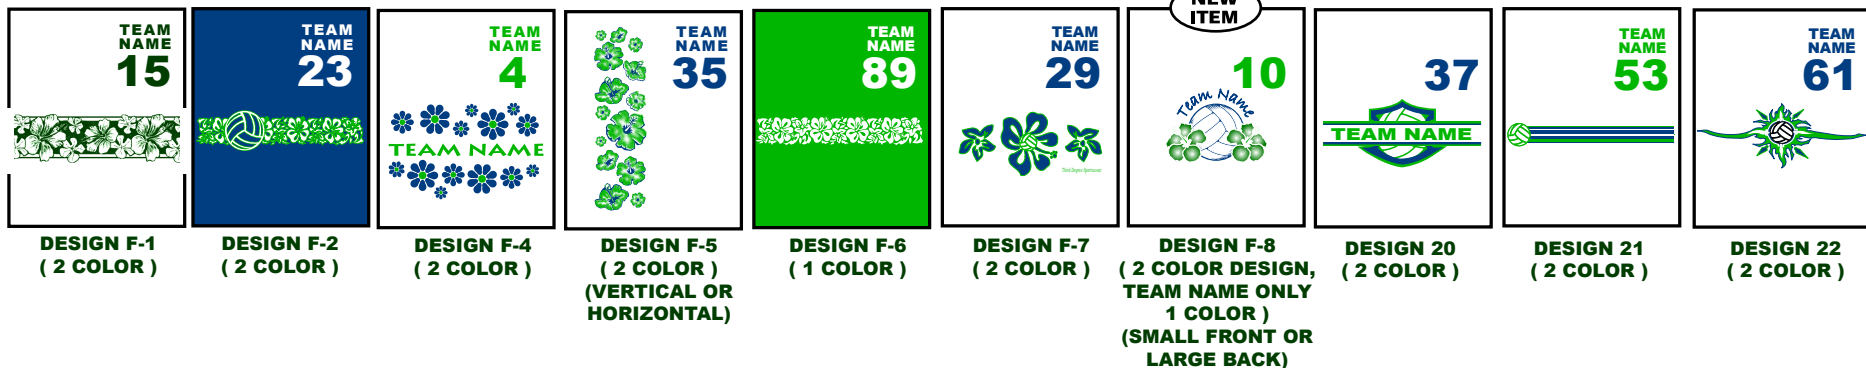 TEAM
NAME
15
DESIGN F-1
( 2 COLOR )
TEAM
NAME
23
DESIGN F-2
( 2 COLOR )
TEAM
NAME
4
TEAM NAME
DESIGN F-4
( 2 COLOR )
TEAM
NAME
35
DESIGN F-5
( 2 COLOR )
(VERTICAL OR
HORIZONTAL)
TEAM
NAME
89
DESIGN F-6
( 1 COLOR )
TEAM
NAME
29
Third Degree Sportswear
DESIGN F-7
( 2 COLOR )
NEW
ITEM
10
Team Name
DESIGN F-8
( 2 COLOR DESIGN,
TEAM NAME ONLY
1 COLOR )
(SMALL FRONT OR
LARGE BACK)
37
TEAM NAME
DESIGN 20
( 2 COLOR )
TEAM
NAME
53
DESIGN 21
( 2 COLOR )
TEAM
NAME
61
DESIGN 22
( 2 COLOR )